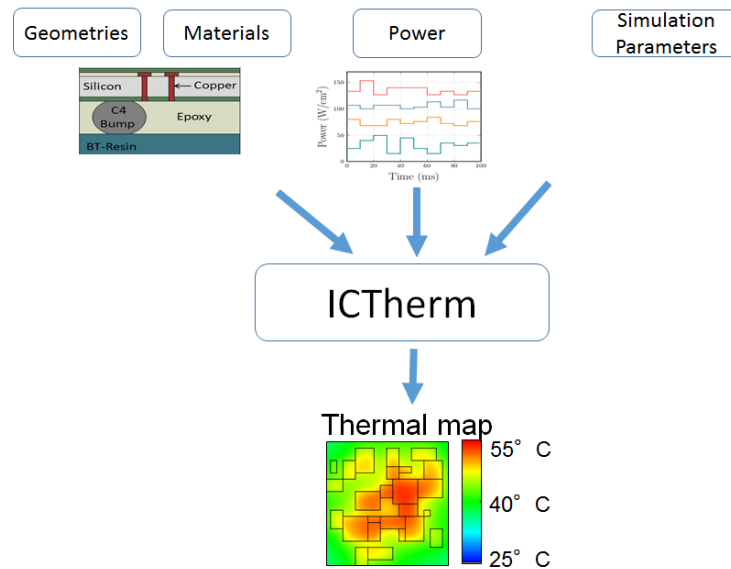 Geometries
Materials
Power
Simulation
Parameters
Silicon
Copper
C4
Bump
Epoxy
BT-Resin
Power (W/cm²)
150
100
50
0
0 20 40 60 80 100
Time (ms)
ICTherm
Thermal map
55° C
40° C
25° C